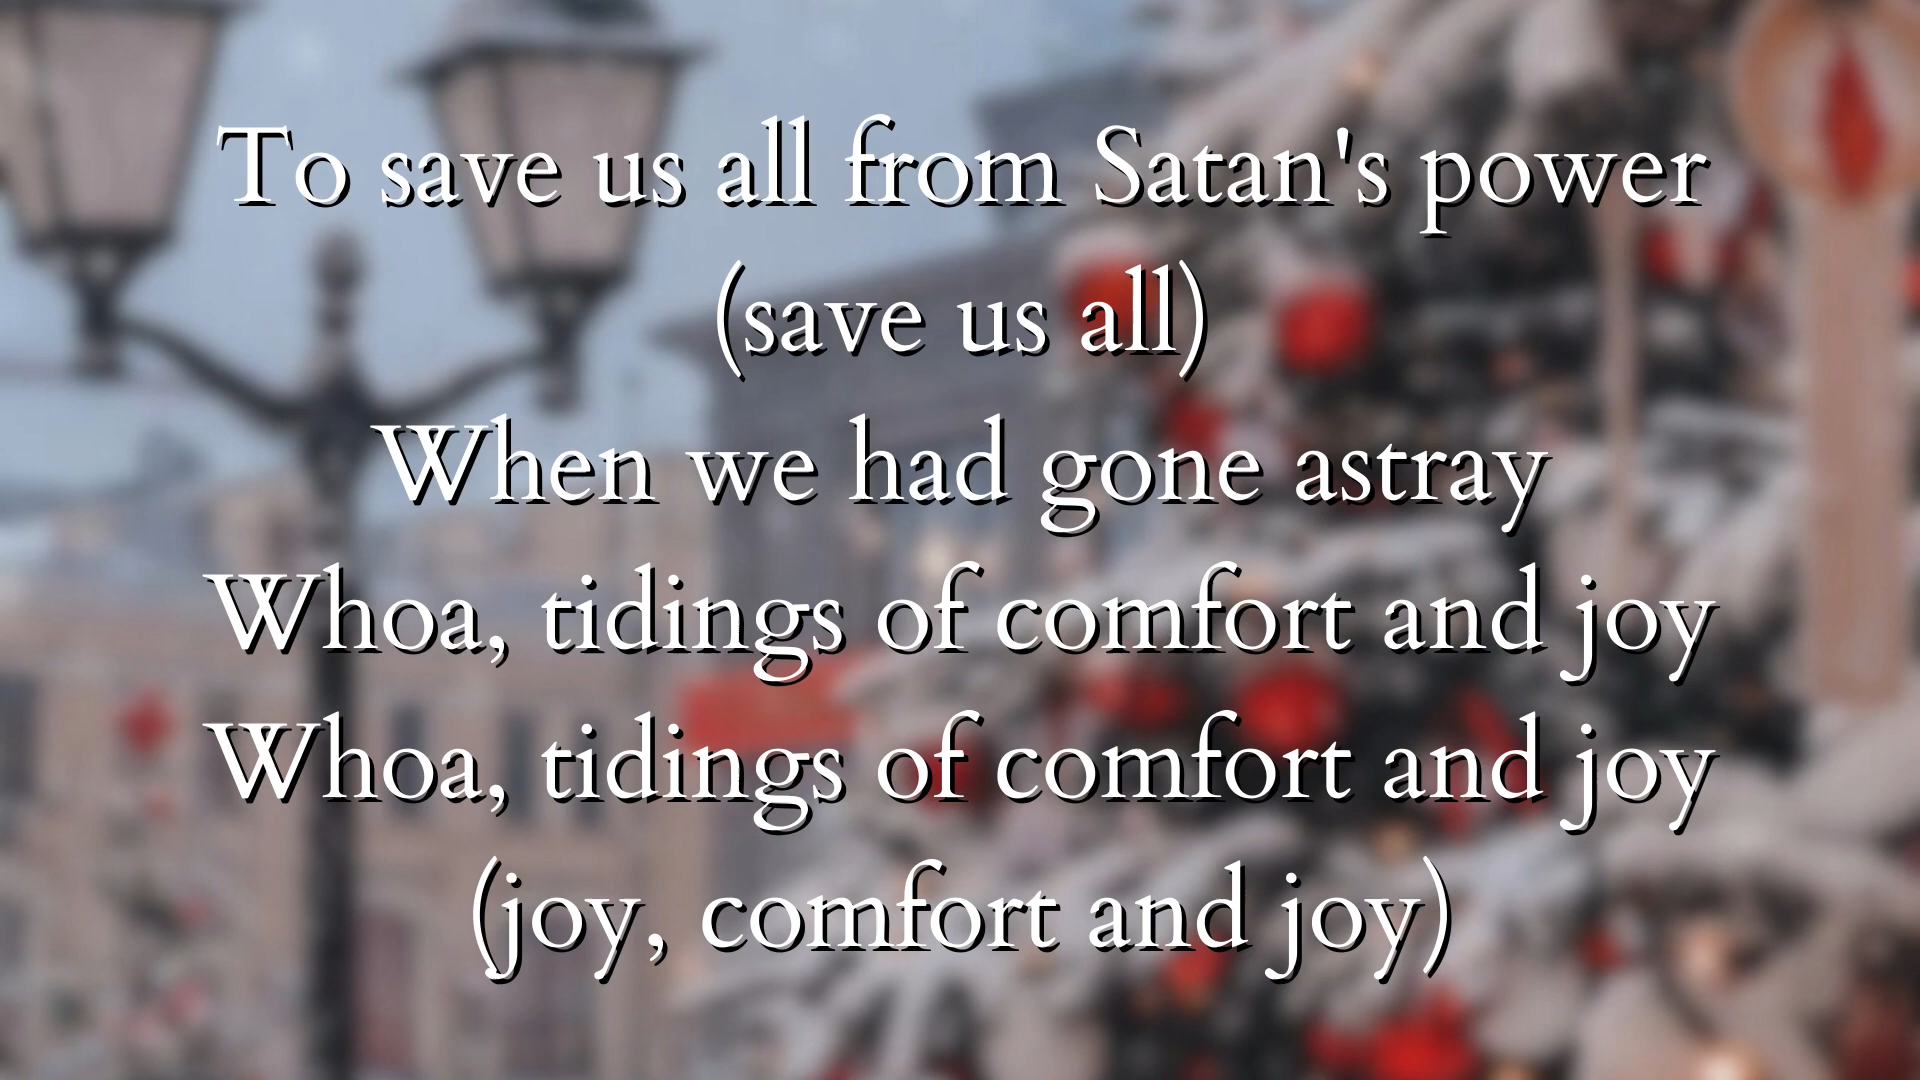 To save us all from Satan's power
(save us all)
When we had gone astray
Whoa, tidings of comfort and joy
Whoa, tidings of comfort and joy
(joy, comfort and joy)